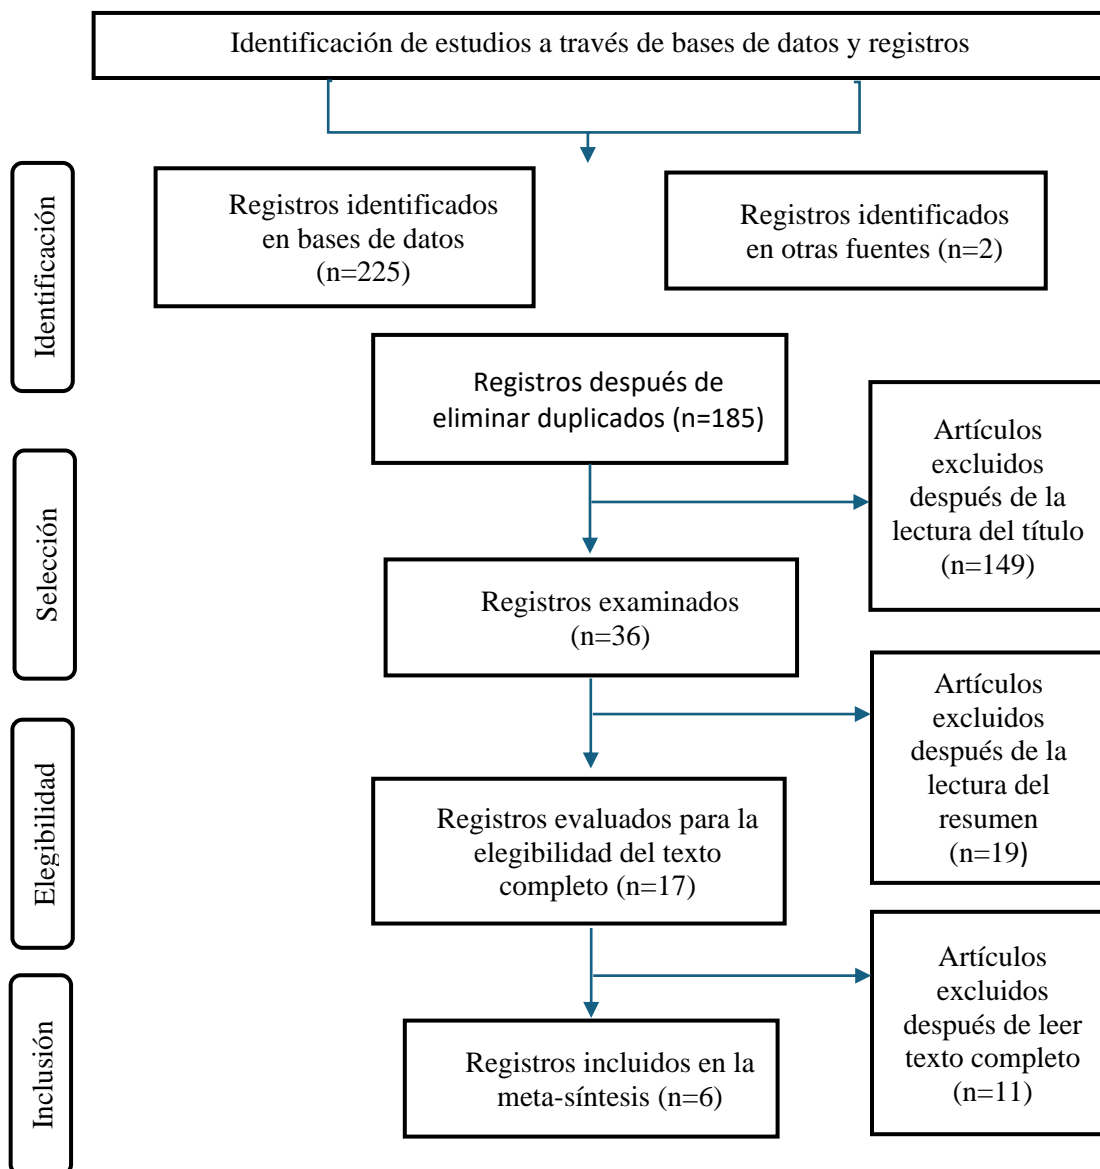 Identificación de estudios a través de bases de datos y registros
Identificación
Registros identificados
en bases de datos
(n=225)
Registros identificados
en otras fuentes (n=2)
Registros después de
eliminar duplicados (n=185)
Artículos
excluidos
después de la
lectura del título
(n=149)
Selección
Registros examinados
(n=36)
Artículos
excluidos
después de la
lectura del
resumen
(n=19)
Elegibilidad
Registros evaluados para la
elegibilidad del texto
completo (n=17)
Artículos
excluidos
después de leer
texto completo
(n=11)
Inclusión
Registros incluidos en la
meta-síntesis (n=6)